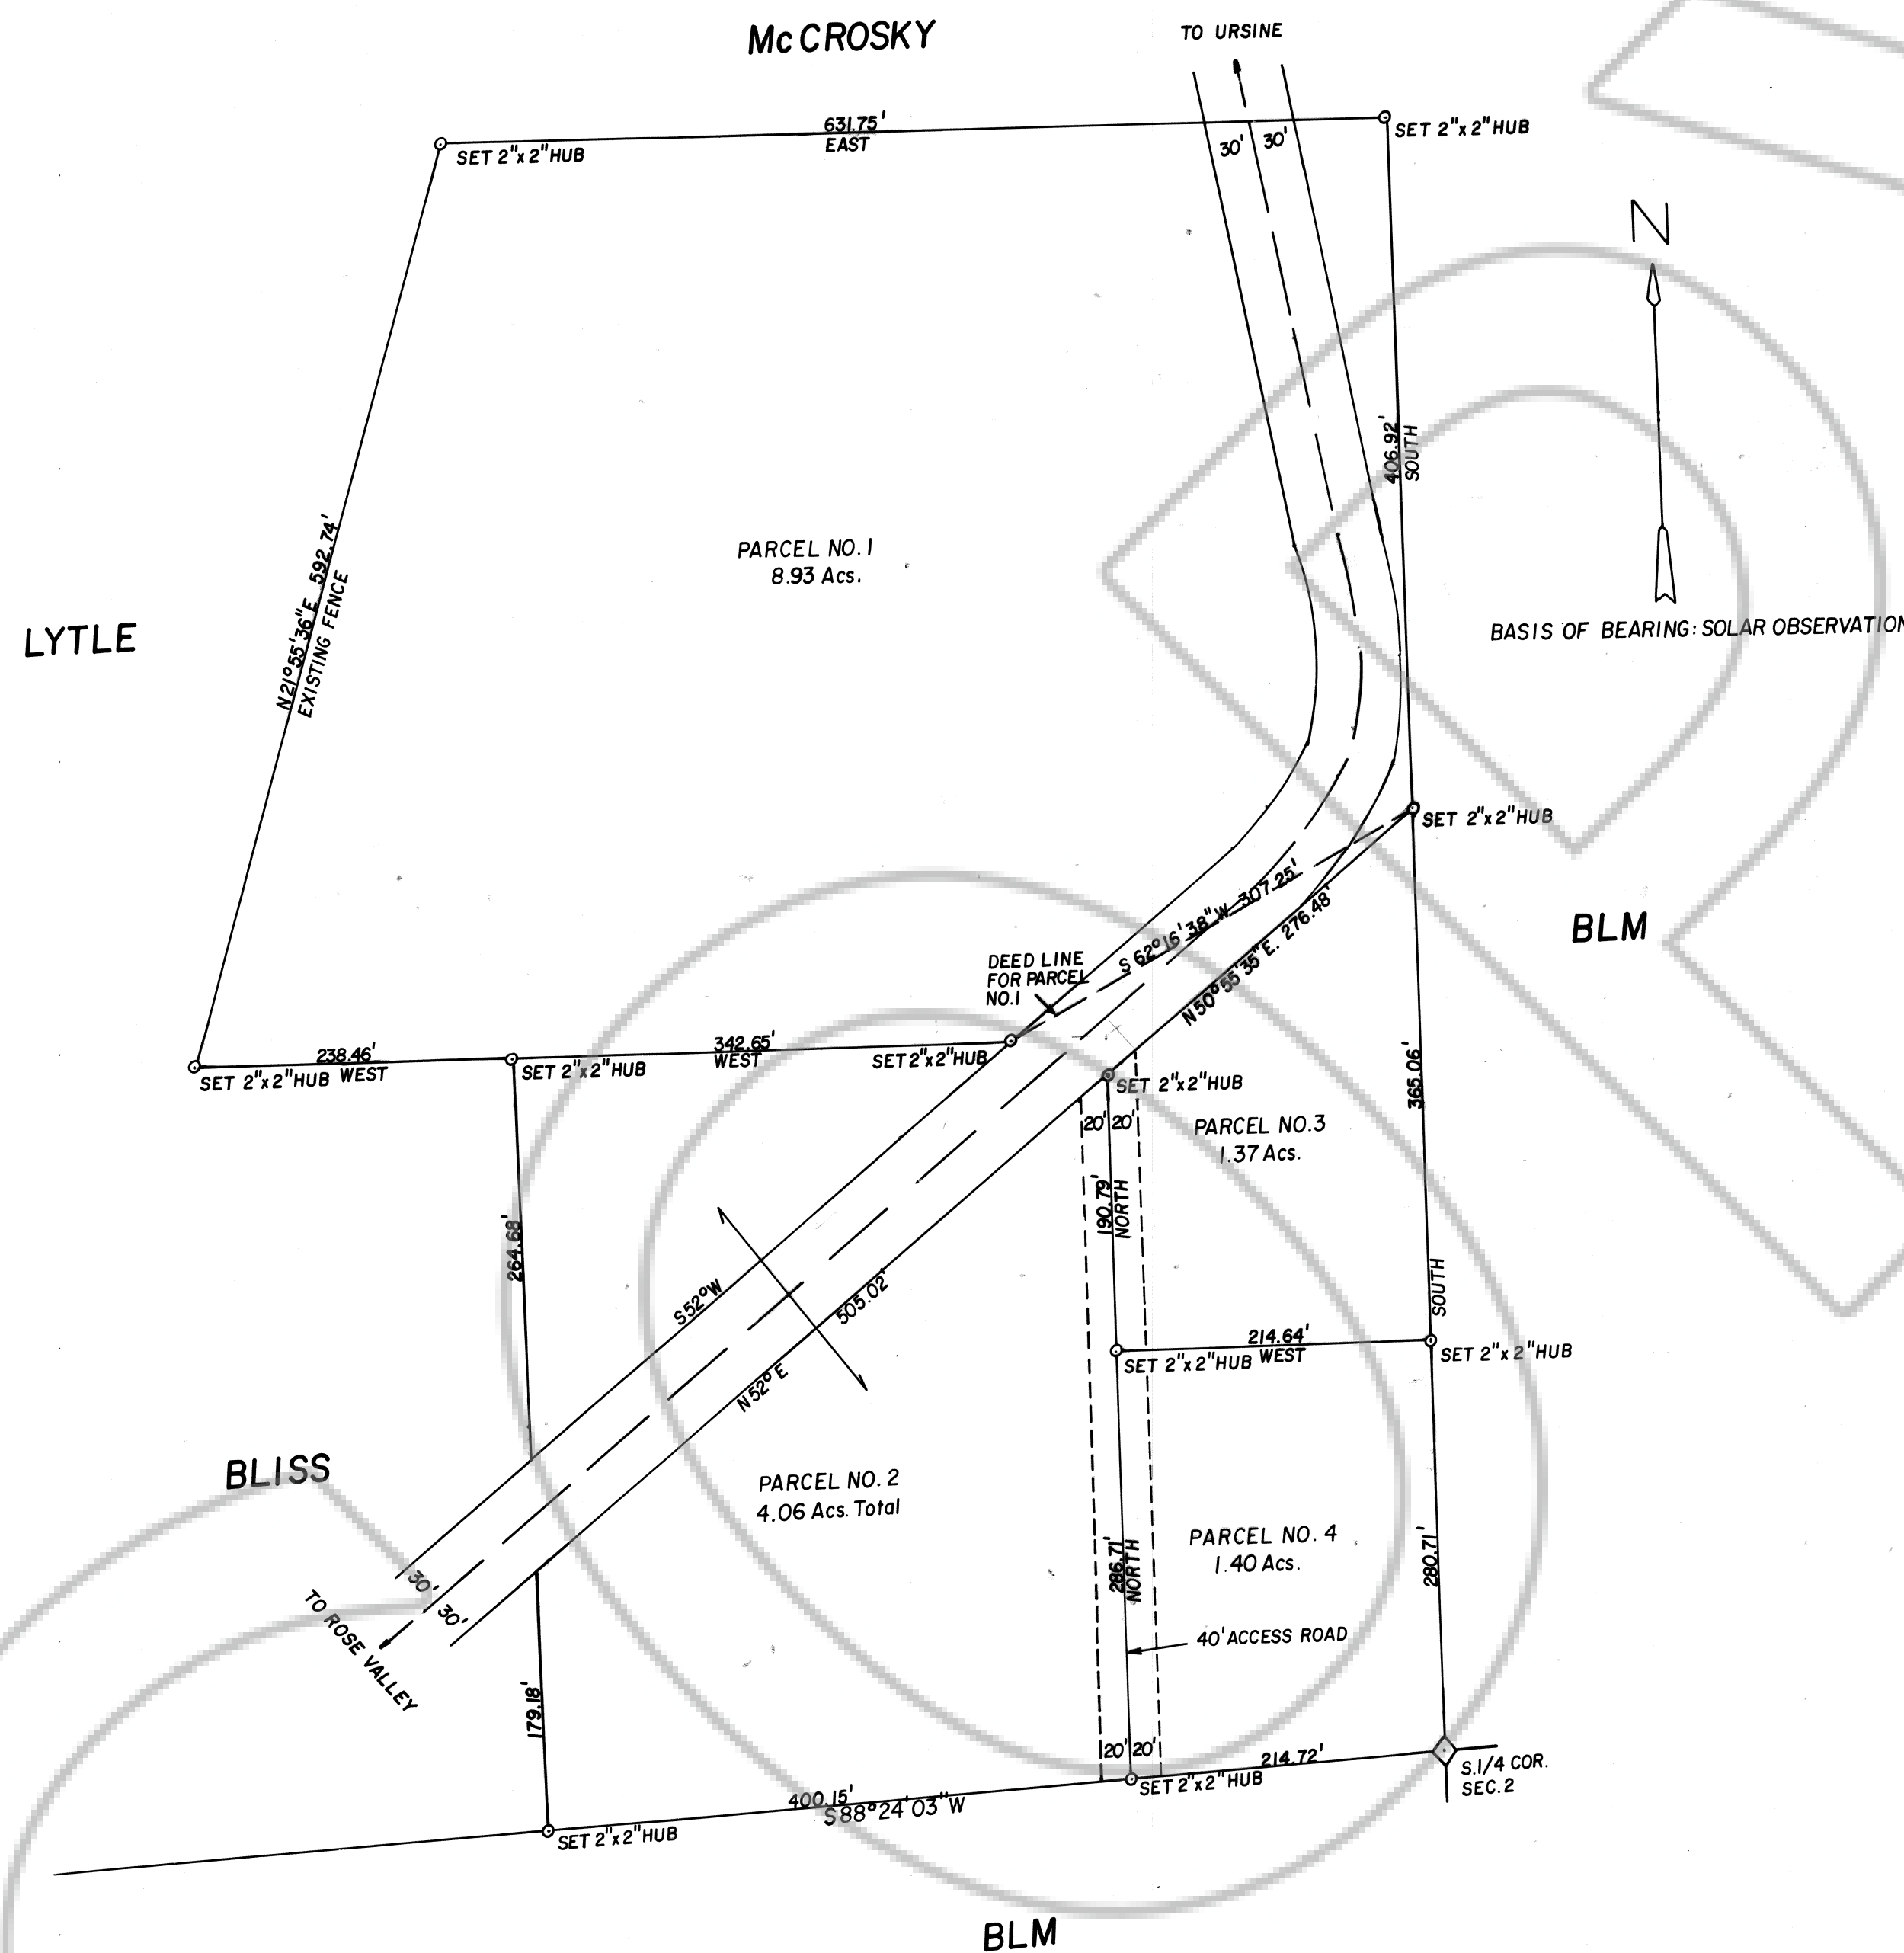 McCROSKY
TO URSINE
631.75'
EAST
SET 2"x 2"HUB
SET 2"x 2"HUB
30' 30'
N
406.92'
SOUTH
PARCEL NO. 1
8.93 Acs.
N21°55'36"E 592.74'
EXISTING FENCE
LYTLE
BASIS OF BEARING: SOLAR OBSERVATION
SET 2"x 2"HUB
S 62°16'38"W 307.25'
N50°55'35"E. 276.48'
BLM
DEED LINE
FOR PARCEL
NO.1
238.46'
WEST
SET 2"x 2"HUB
342.65'
WEST
SET 2"x 2"HUB
SET 2"x 2"HUB
SET 2"x 2"HUB
365.06'
SOUTH
20' 20'
PARCEL NO.3
1.37 Acs.
190.79'
NORTH
264.68'
S52°W
505.02'
N52°E
214.64'
WEST
SET 2"x 2"HUB
SET 2"x 2"HUB
BLISS
PARCEL NO. 2
4.06 Acs. Total
PARCEL NO. 4
1.40 Acs.
286.71'
NORTH
280.71'
30'
30'
TO ROSE VALLEY
40' ACCESS ROAD
179.18'
20' 20'
214.72'
S.1/4 COR.
SEC.2
SET 2"x 2"HUB
400.15'
S88°24'03"W
SET 2"x 2"HUB
BLM